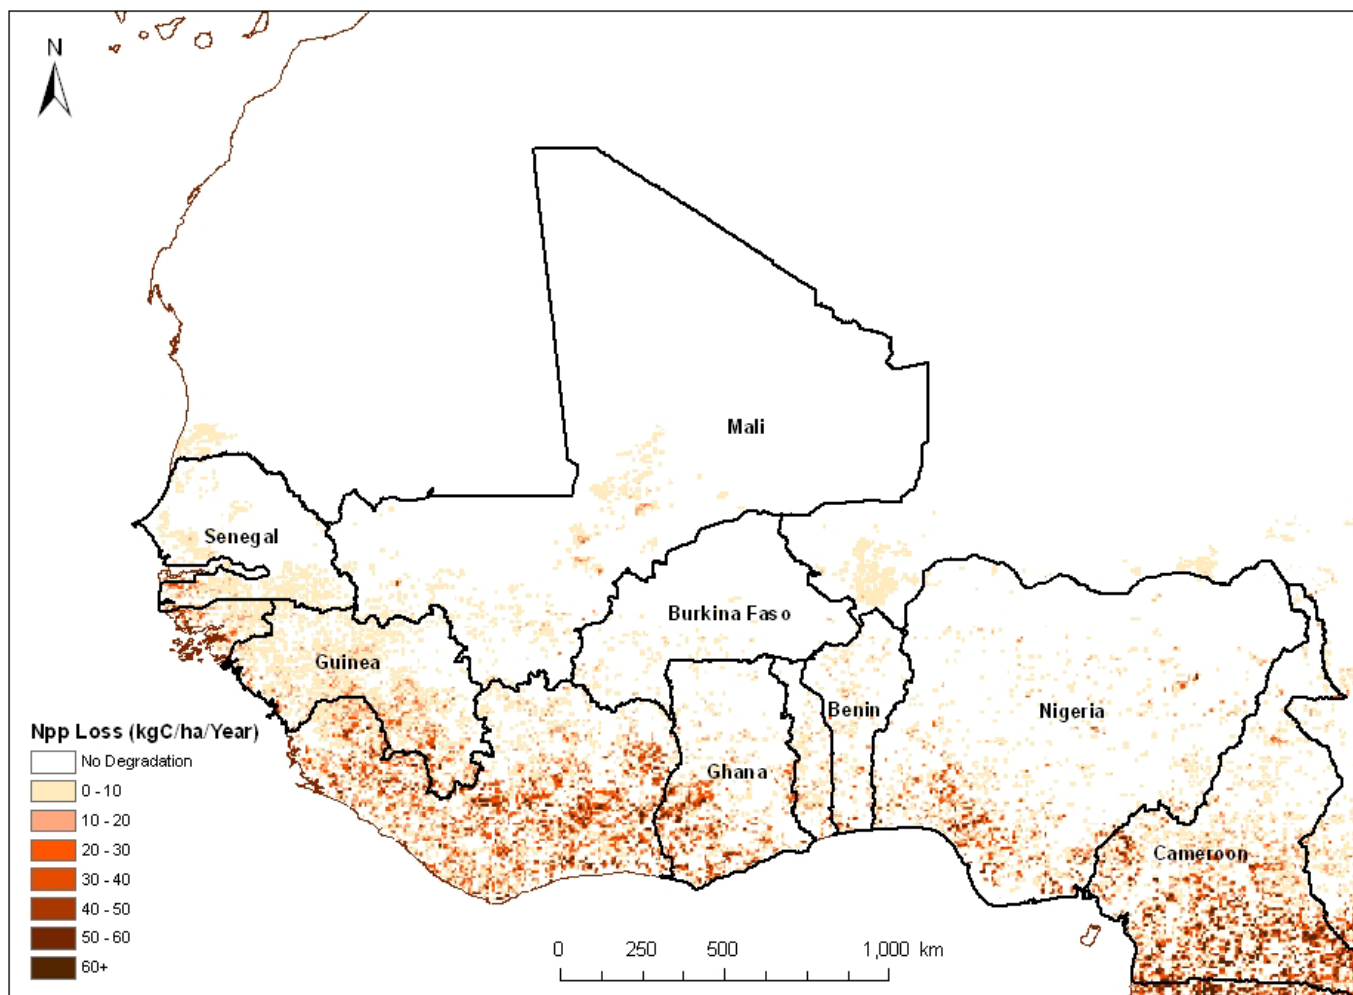 N
Mali
Senegal
Burkina Faso
Guinea
Benin
Nigeria
Ghana
Cameroon
Npp Loss (kgC/ha/Year)
No Degradation
0 - 10
10 - 20
20 - 30
30 - 40
40 - 50
50 - 60
60+
0 250 500 1,000 km